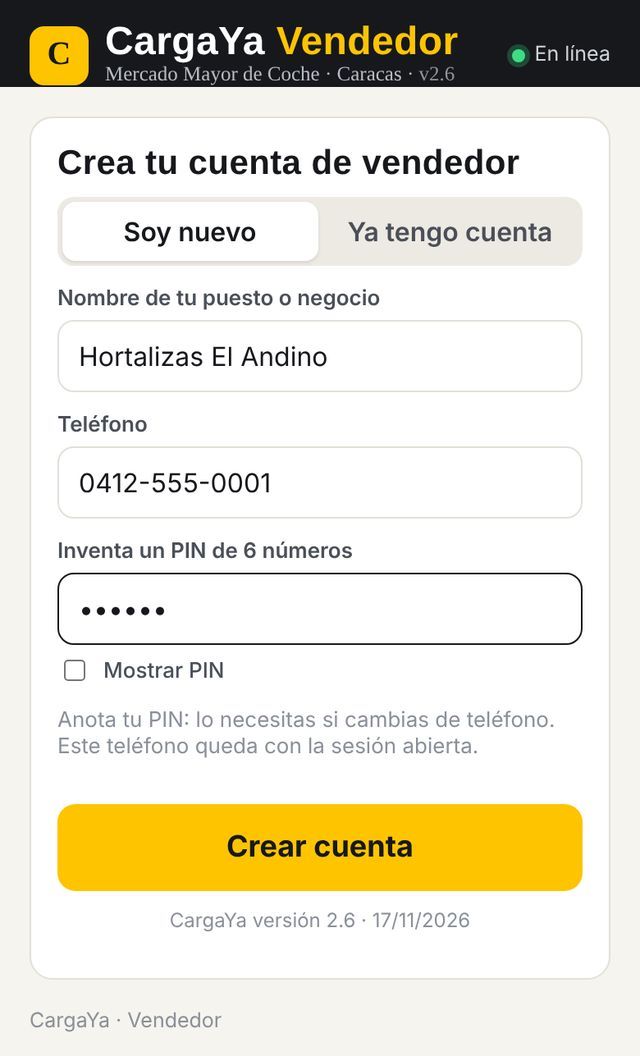 C
CargaYa Vendedor
Mercado Mayor de Coche · Caracas · v2.6
En línea
Crea tu cuenta de vendedor
Soy nuevo
Ya tengo cuenta
Nombre de tu puesto o negocio
Hortalizas El Andino
Teléfono
0412-555-0001
Inventa un PIN de 6 números
••••••
Mostrar PIN
Anota tu PIN: lo necesitas si cambias de teléfono.
Este teléfono queda con la sesión abierta.
Crear cuenta
CargaYa versión 2.6 · 17/11/2026
CargaYa · Vendedor